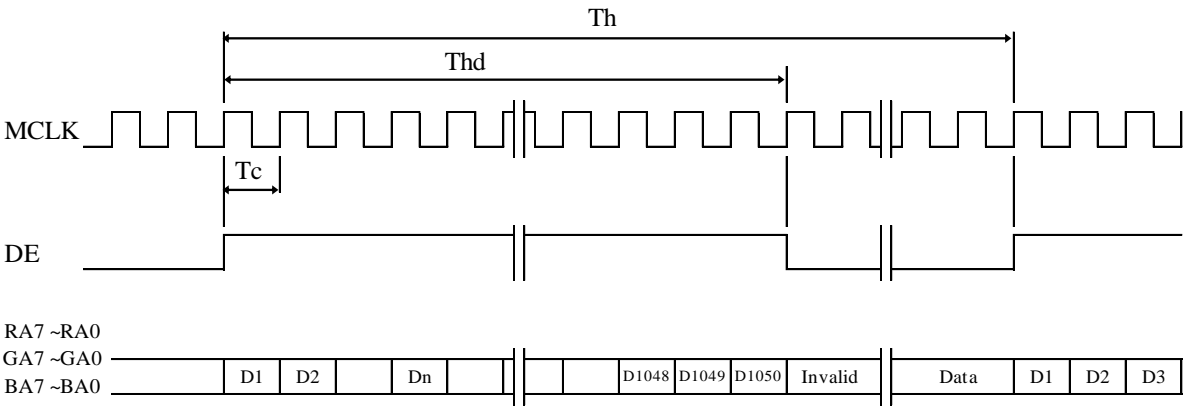 Th
Thd
MCLK
Tc
DE
RA7 ~RA0
GA7 ~GA0
BA7 ~BA0
D1 D2 Dn D1048 D1049 D1050 Invalid Data D1 D2 D3